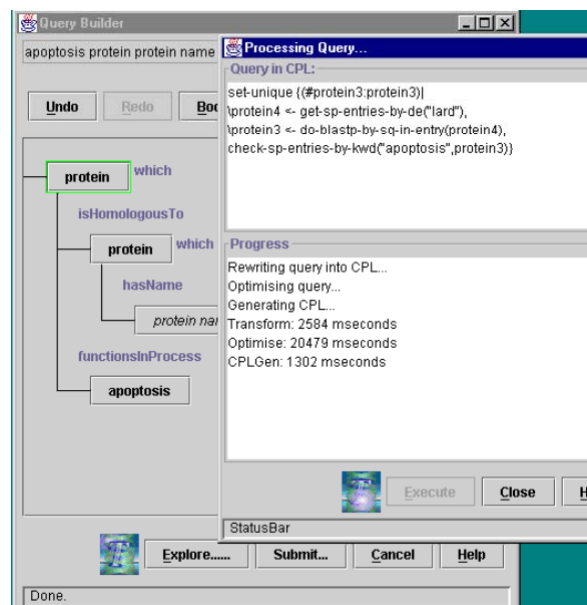 Query Builder
apoptosis protein protein name
Undo
Redo
protein
which
isHomologousTo
protein
which
hasName
protein
functionsInProcess
apoptosis
Explore......
Submit...
Cancel
Help
Done.
Processing Query...
Query in CPL:
set-unique {(#protein3:protein3)|
\protein4 <- get-sp-entries-by-de("lard"),
\protein3 <- do-blastp-by-sq-in-entry(protein4),
check-sp-entries-by-kwd("apoptosis",protein3)}
Progress
Rewriting query into CPL...
Optimising query...
Generating CPL...
Transform: 2584 mseconds
Optimise: 20479 mseconds
CPLGen: 1302 mseconds
Execute
Close
StatusBar